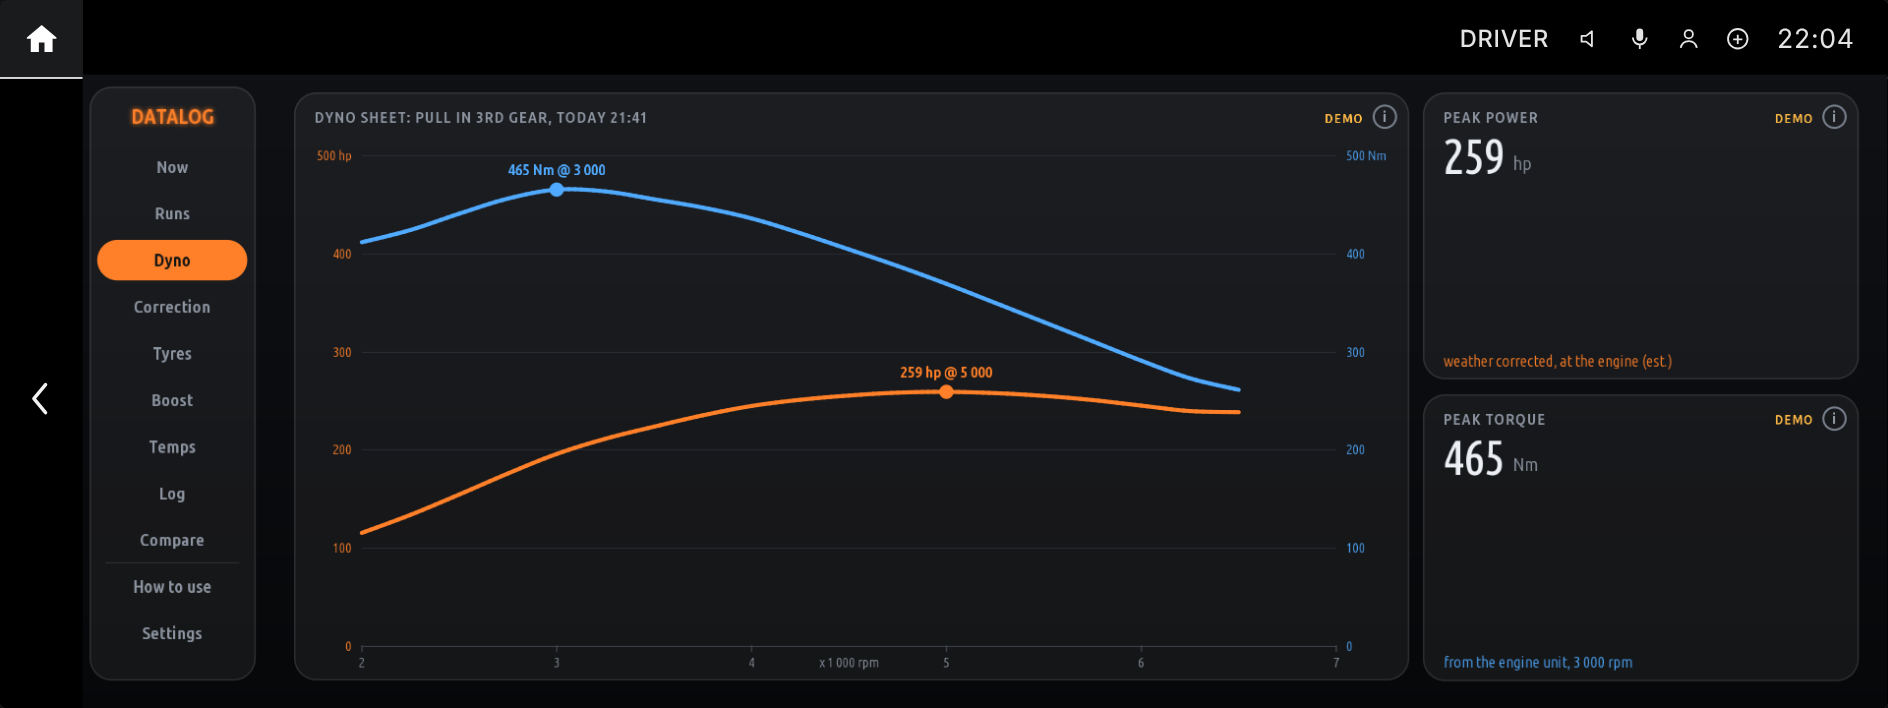 DRIVER 22:04
DATALOG
Now
Runs
Dyno
Correction
Tyres
Boost
Temps
Log
Compare
How to use
Settings
DYNO SHEET: PULL IN 3RD GEAR, TODAY 21:41
DEMO i
500 hp
500 Nm
465 Nm @ 3 000
400
400
300
300
259 hp @ 5 000
200
200
100
100
0
0
2 3 4 x 1 000 rpm 5 6 7
PEAK POWER
DEMO i
259 hp
weather corrected, at the engine (est.)
PEAK TORQUE
DEMO i
465 Nm
from the engine unit, 3 000 rpm